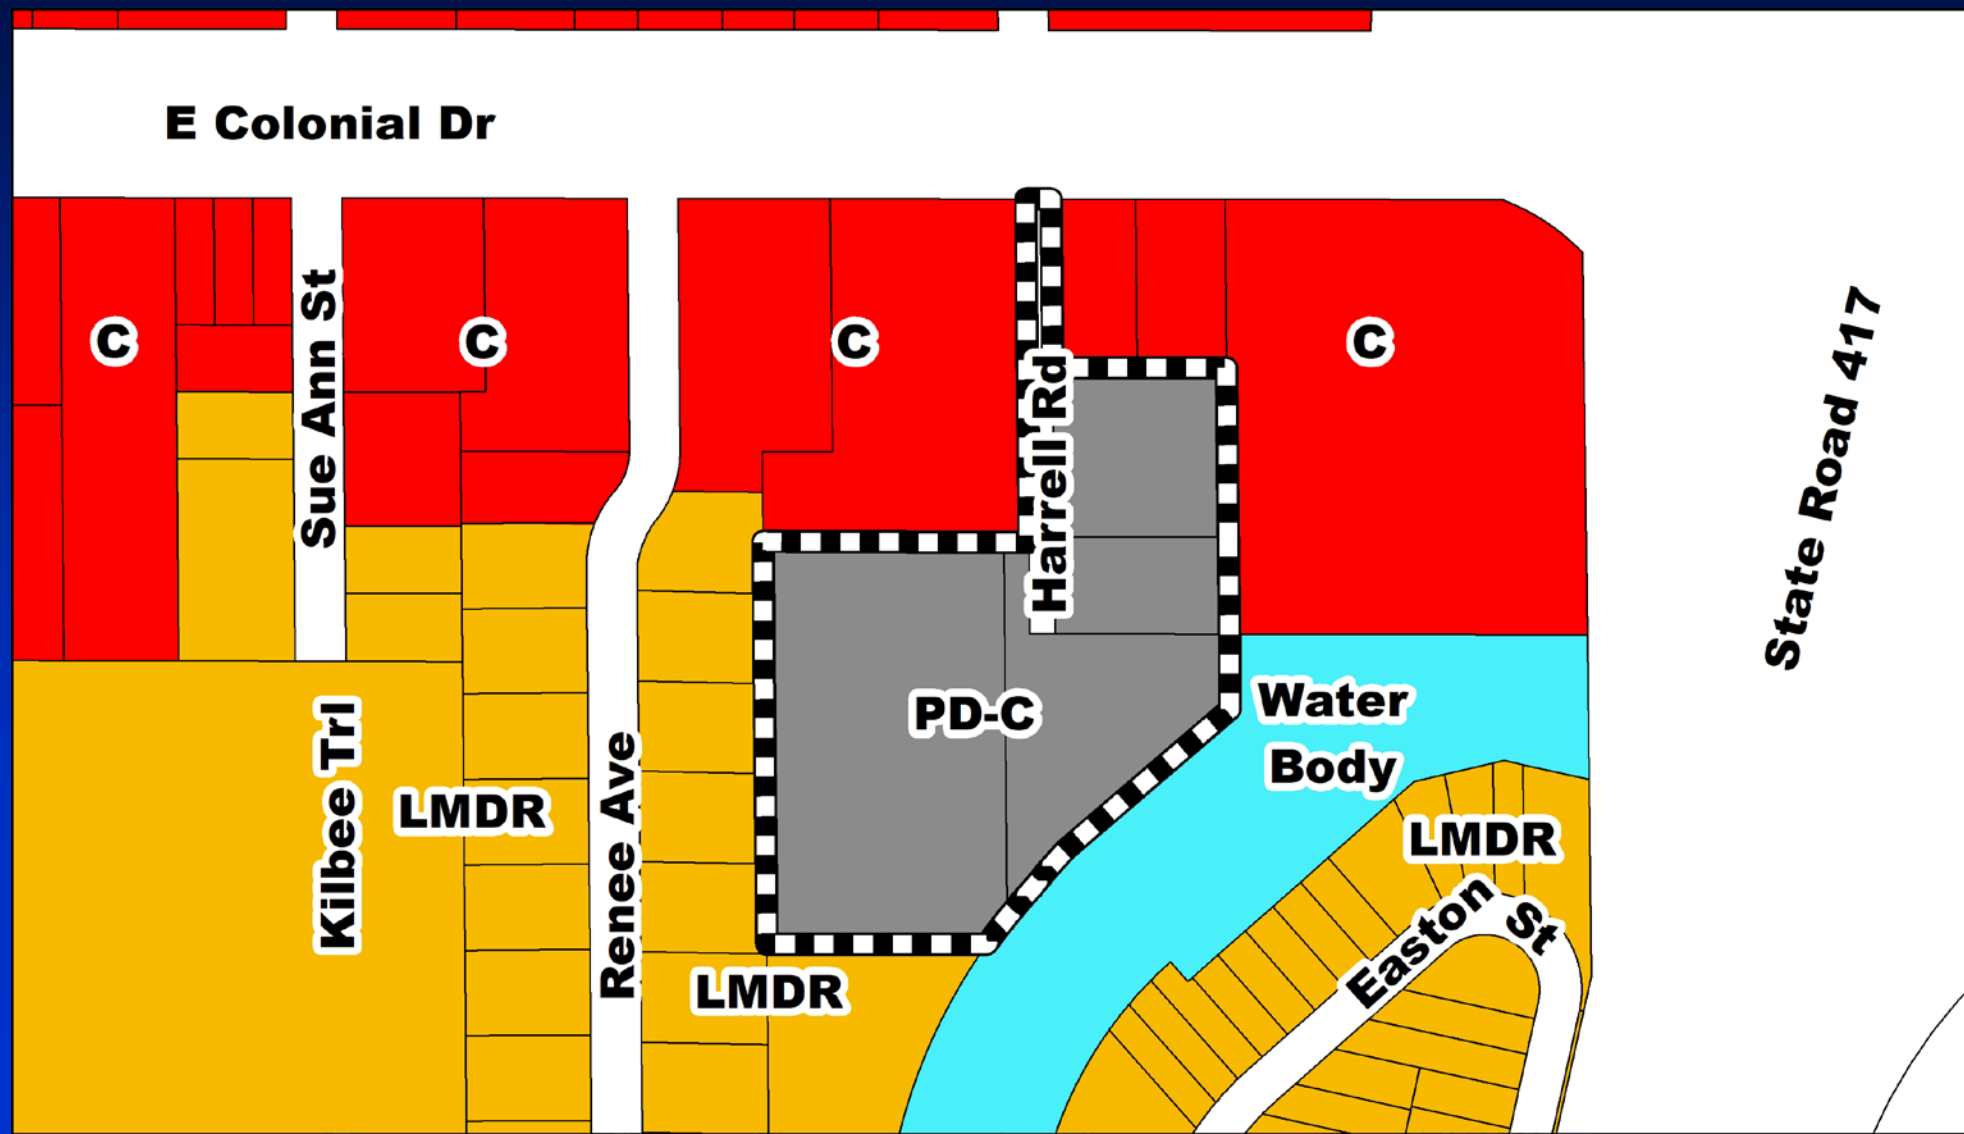 E Colonial Dr
Sue Ann St
C
C
C
C
Harrell Rd
State Road 417
PD-C
Water
Body
Kilbee Trl
LMDR
Renee Ave
LMDR
LMDR
Easton St